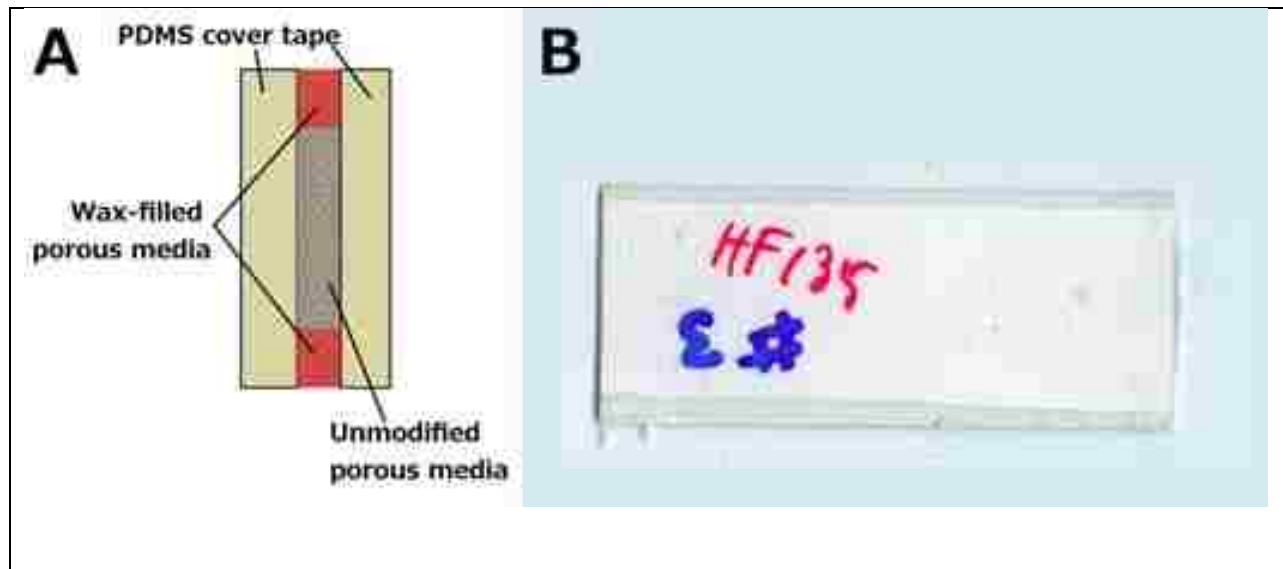 A
PDMS cover tape
Wax-filled
porous media
Unmodified
porous media
B
HF135
#3